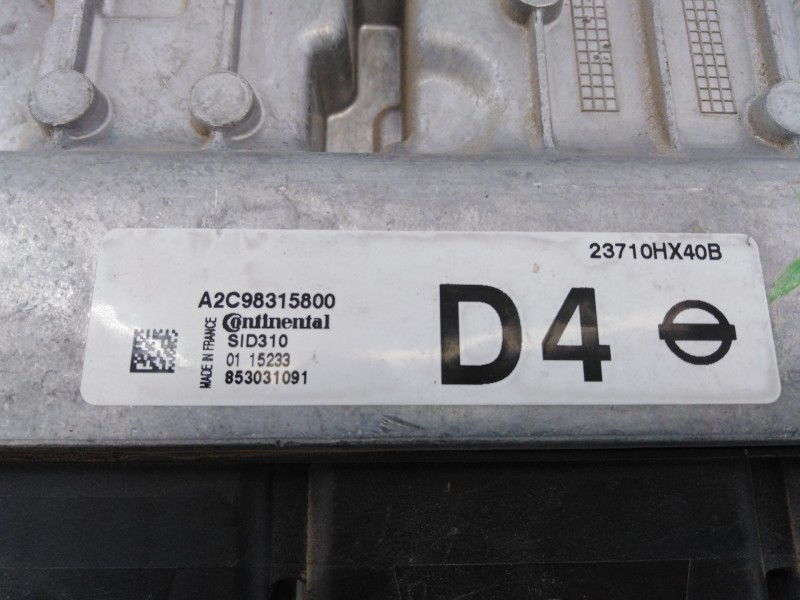 23710HX40B
A2C98315800
Continental
SID310
01 15233
853031091
MADE IN FRANCE
D4